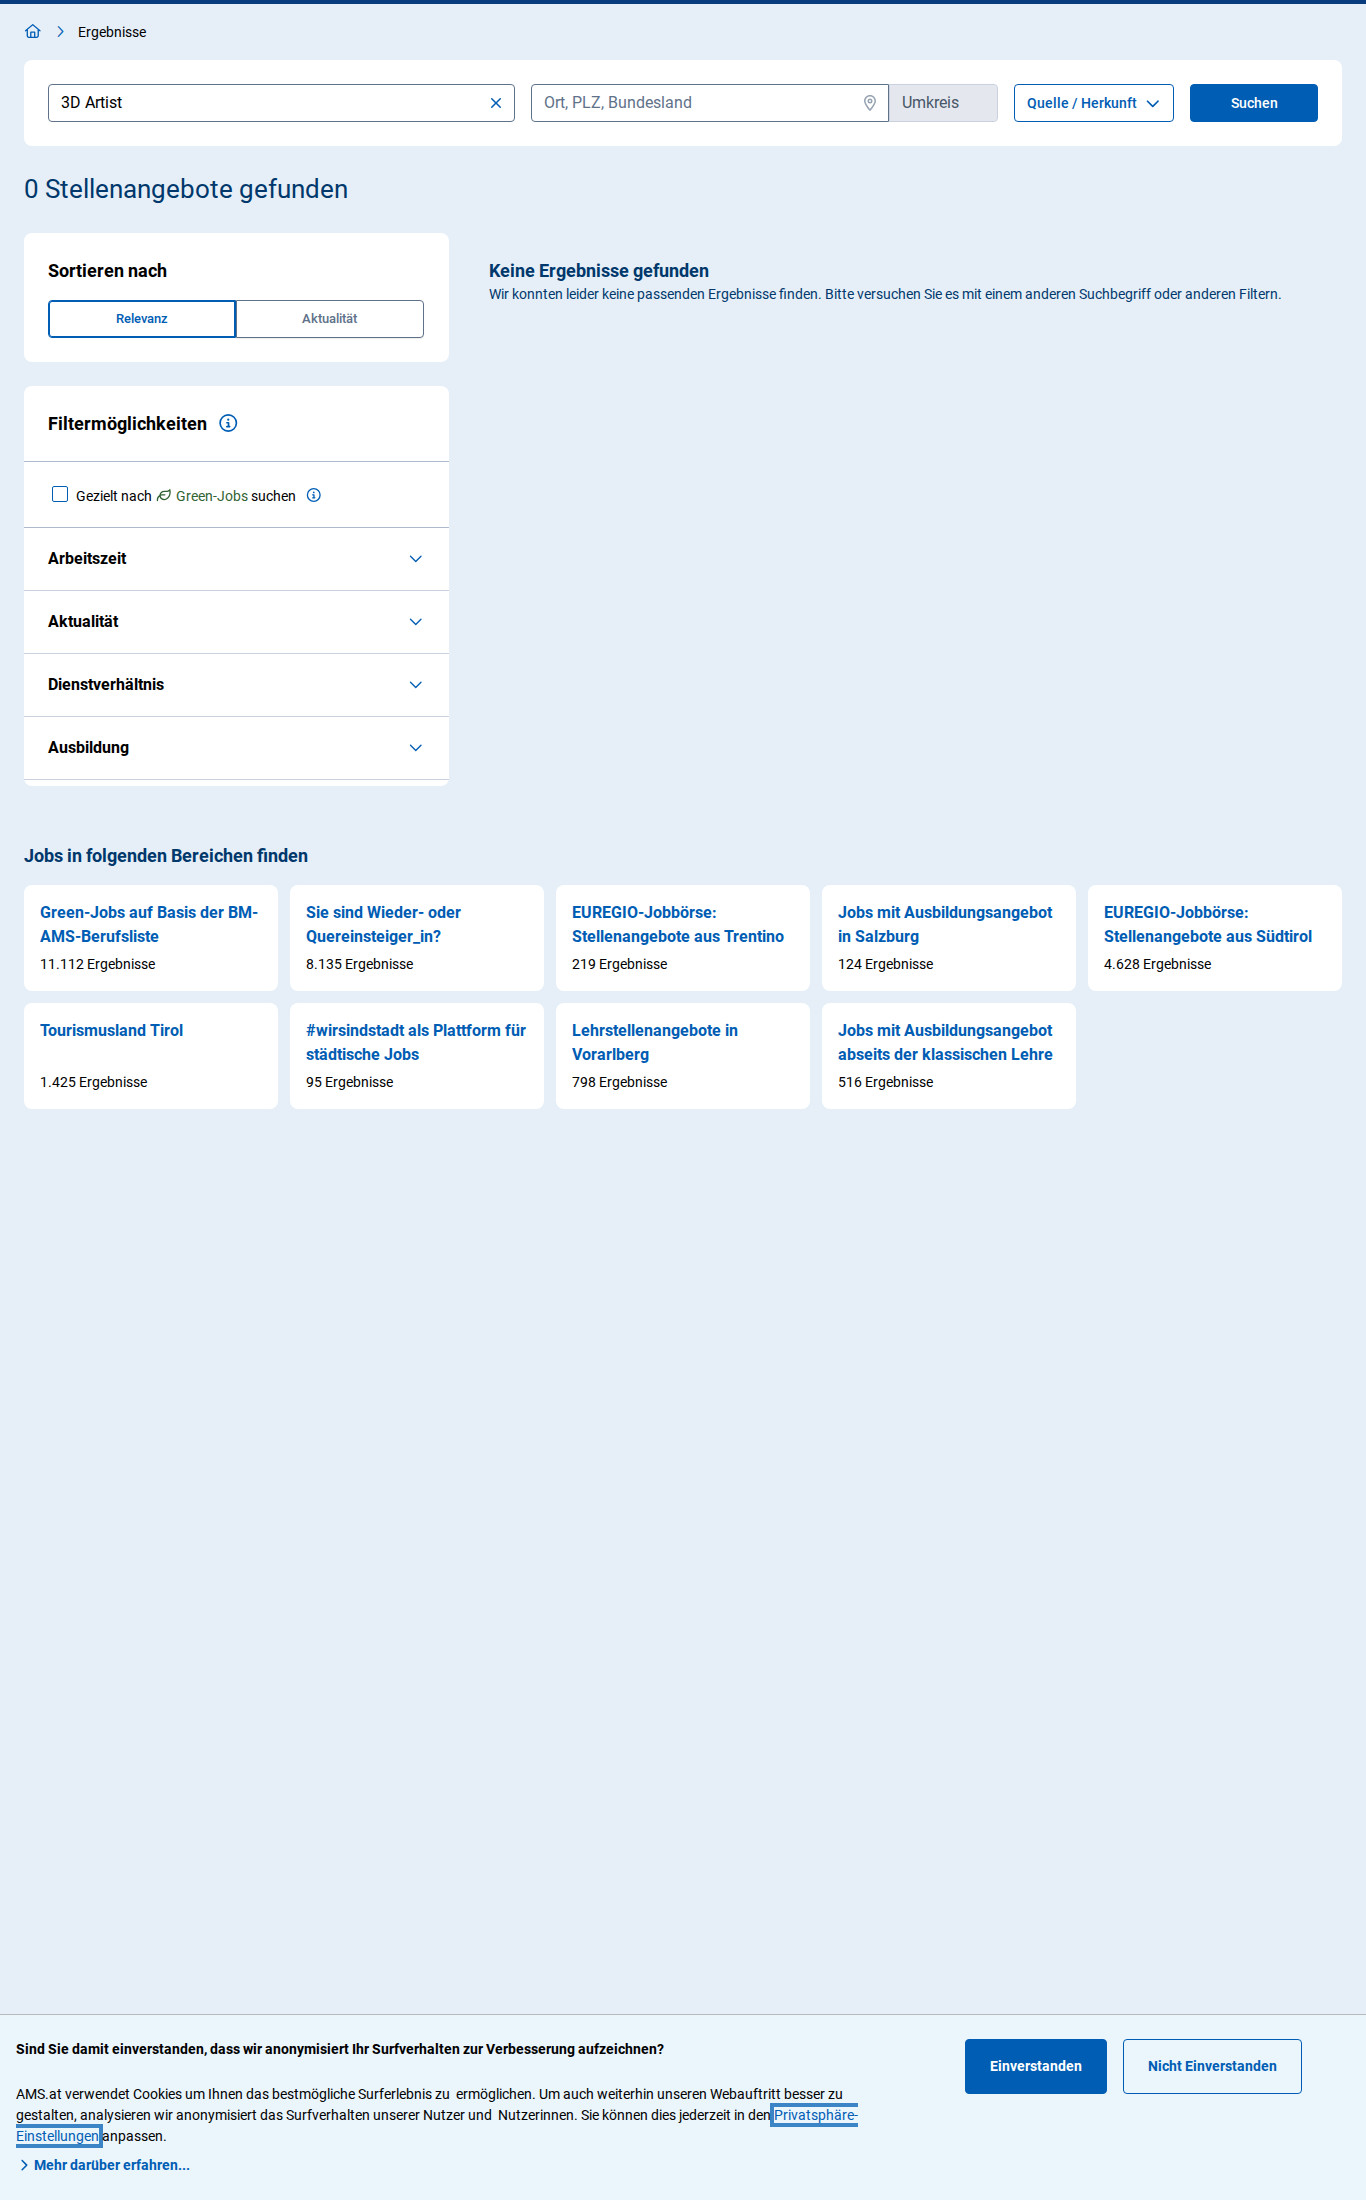 Ergebnisse
3D Artist
Ort, PLZ, Bundesland
Umkreis
Quelle / Herkunft
Suchen
0 Stellenangebote gefunden
Sortieren nach
Relevanz
Aktualität
Keine Ergebnisse gefunden
Wir konnten leider keine passenden Ergebnisse finden. Bitte versuchen Sie es mit einem anderen Suchbegriff oder anderen Filtern.
Filtermöglichkeiten
Gezielt nach Green-Jobs suchen
Arbeitszeit
Aktualität
Dienstverhältnis
Ausbildung
Jobs in folgenden Bereichen finden
Green-Jobs auf Basis der BM-
AMS-Berufsliste
11.112 Ergebnisse
Sie sind Wieder- oder
Quereinsteiger_in?
8.135 Ergebnisse
EUREGIO-Jobbörse:
Stellenangebote aus Trentino
219 Ergebnisse
Jobs mit Ausbildungsangebot
in Salzburg
124 Ergebnisse
EUREGIO-Jobbörse:
Stellenangebote aus Südtirol
4.628 Ergebnisse
Tourismusland Tirol
1.425 Ergebnisse
#wirsindstadt als Plattform für
städtische Jobs
95 Ergebnisse
Lehrstellenangebote in
Vorarlberg
798 Ergebnisse
Jobs mit Ausbildungsangebot
abseits der klassischen Lehre
516 Ergebnisse
Sind Sie damit einverstanden, dass wir anonymisiert Ihr Surfverhalten zur Verbesserung aufzeichnen?
AMS.at verwendet Cookies um Ihnen das bestmögliche Surferlebnis zu  ermöglichen. Um auch weiterhin unseren Webauftritt besser zu
gestalten, analysieren wir anonymisiert das Surfverhalten unserer Nutzer und  Nutzerinnen. Sie können dies jederzeit in den Privatsphäre-
Einstellungen anpassen.
Mehr darüber erfahren...
Einverstanden
Nicht Einverstanden